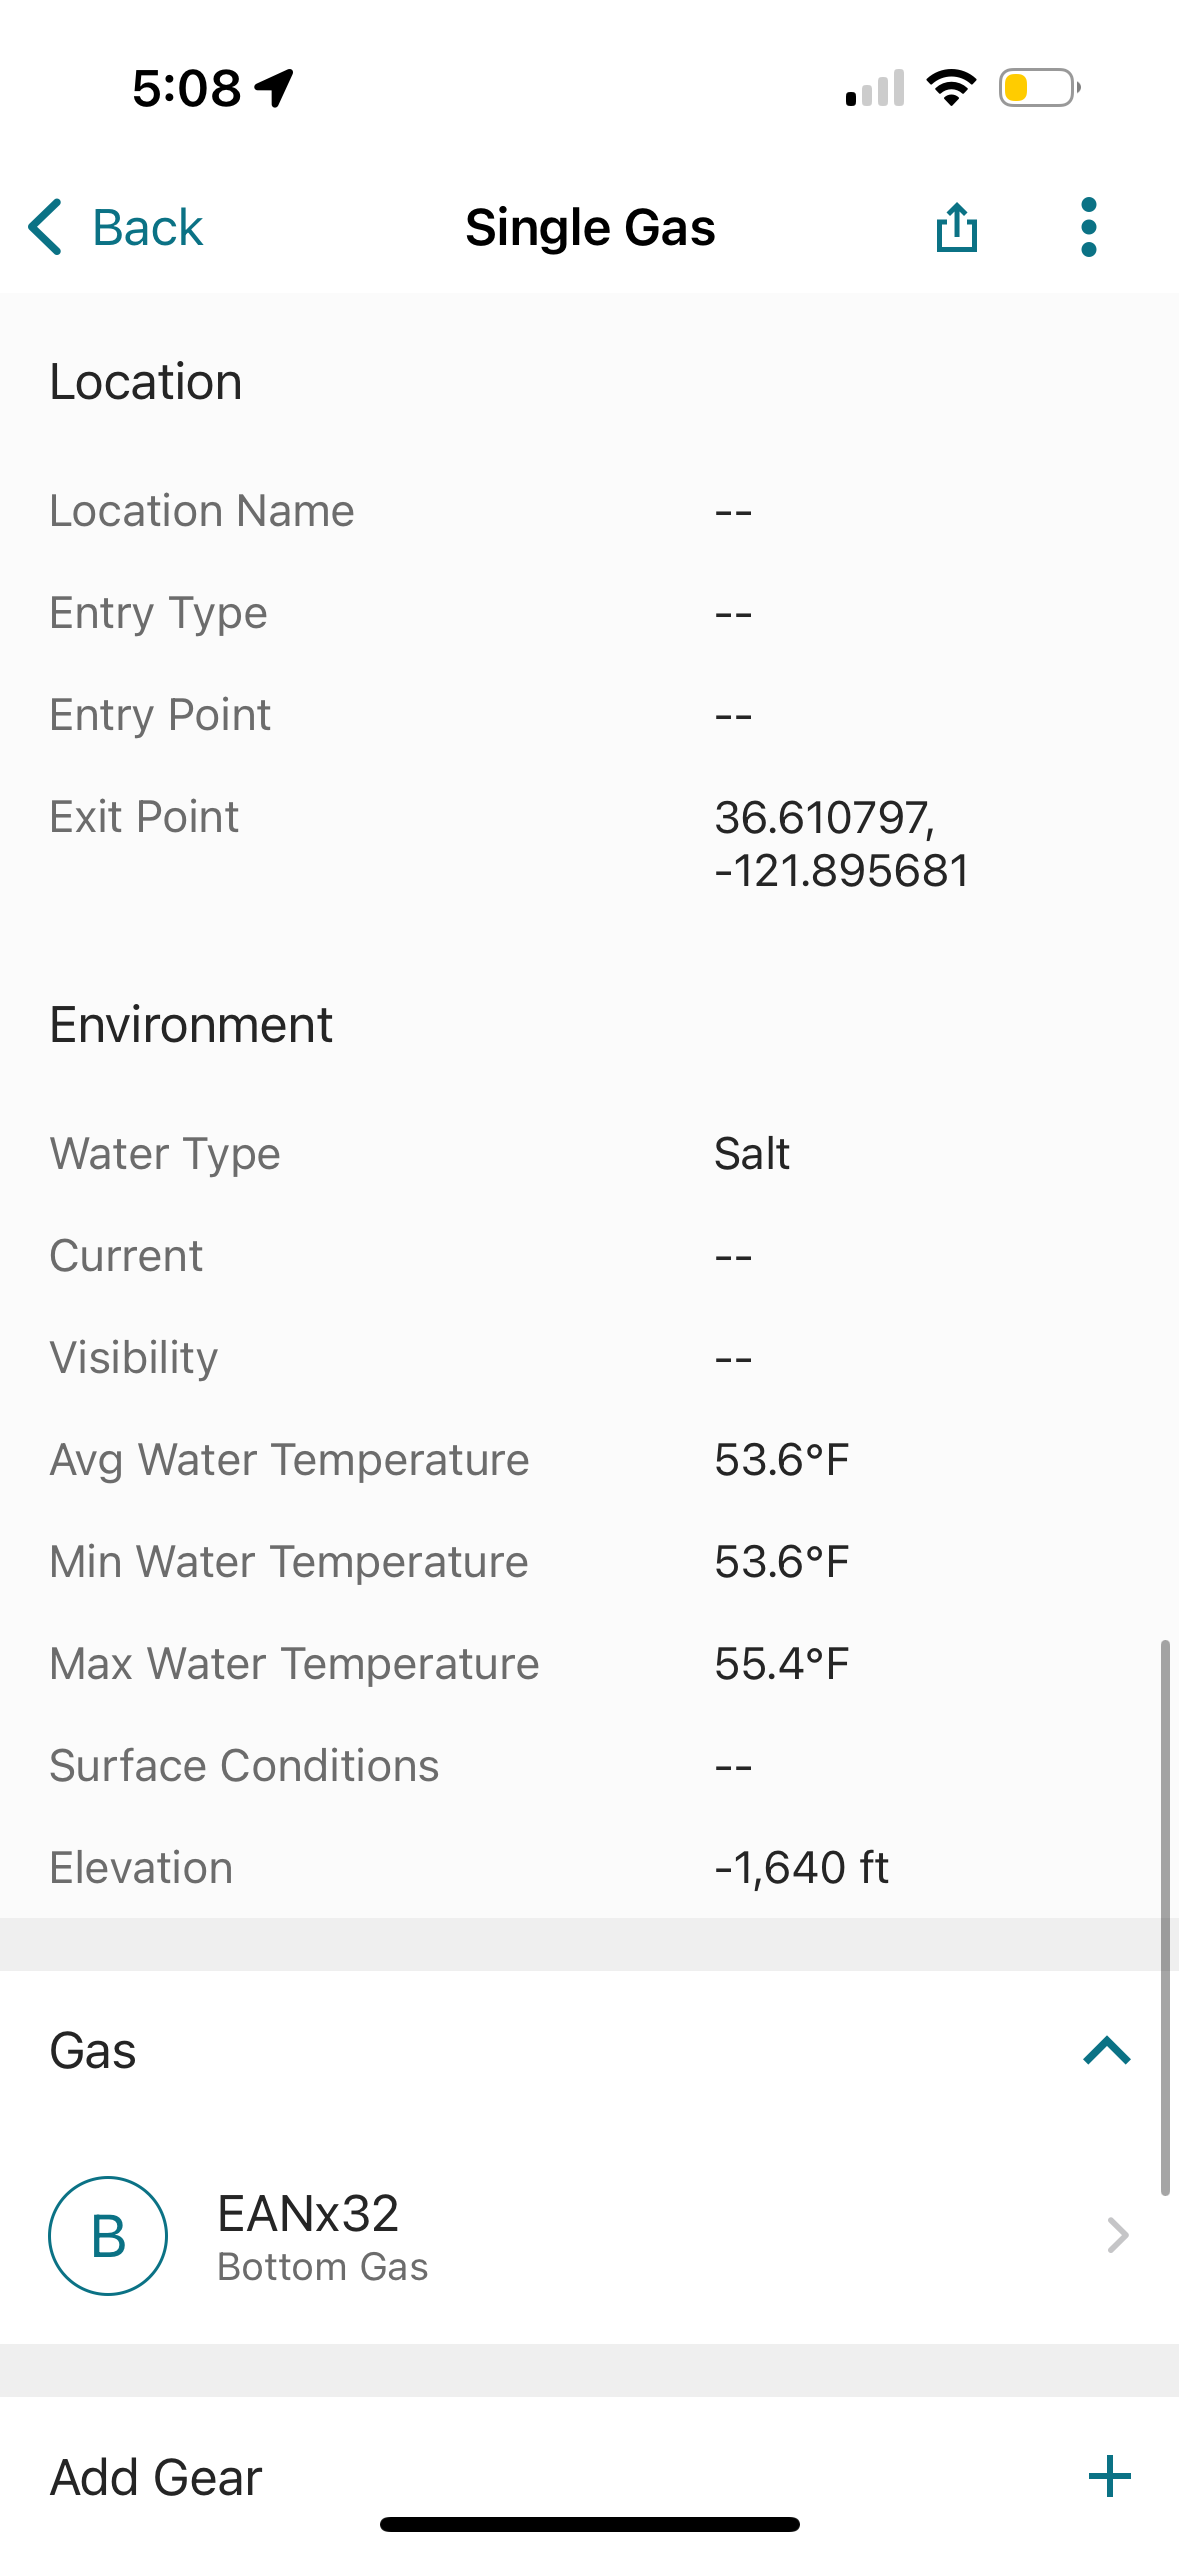 5:08
Back
Single Gas
Location
Location Name
--
Entry Type
--
Entry Point
--
Exit Point
36.610797,
-121.895681
Environment
Water Type
Salt
Current
--
Visibility
--
Avg Water Temperature
53.6°F
Min Water Temperature
53.6°F
Max Water Temperature
55.4°F
Surface Conditions
--
Elevation
-1,640 ft
Gas
B
EANx32
Bottom Gas
Add Gear